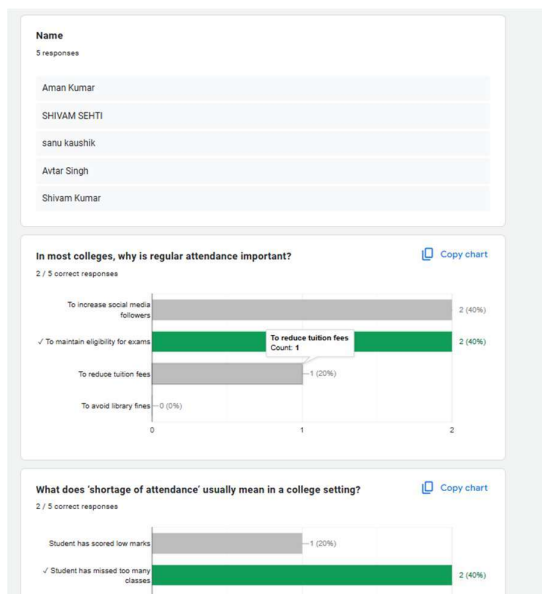 Name
5 responses
Aman Kumar
SHIVAM SEHTI
sanu kaushik
Avtar Singh
Shivam Kumar
In most colleges, why is regular attendance important?
Copy chart
2 / 5 correct responses
To increase social media
followers
2 (40%)
✓ To maintain eligibility for exams
2 (40%)
To reduce tuition fees
Count: 1
To reduce tuition fees
1 (20%)
To avoid library fines
0 (0%)
0
1
2
What does 'shortage of attendance' usually mean in a college setting?
Copy chart
2 / 5 correct responses
Student has scored low marks
1 (20%)
✓ Student has missed too many
classes
2 (40%)